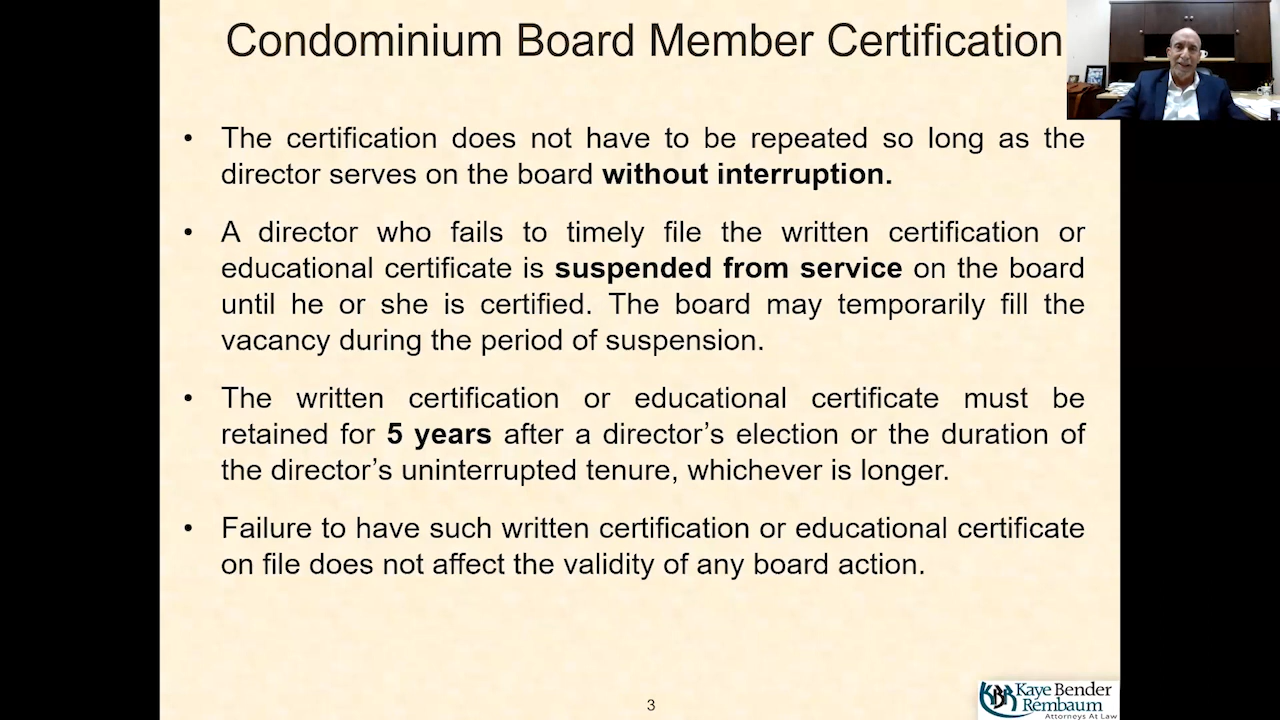 Condominium Board Member Certification
• The certification does not have to be repeated so long as the
director serves on the board without interruption.
• A director who fails to timely file the written certification or
educational certificate is suspended from service on the board
until he or she is certified. The board may temporarily fill the
vacancy during the period of suspension.
• The written certification or educational certificate must be
retained for 5 years after a director’s election or the duration of
the director’s uninterrupted tenure, whichever is longer.
• Failure to have such written certification or educational certificate
on file does not affect the validity of any board action.
3
KBR Kaye Bender
Rembaum
Attorneys At Law